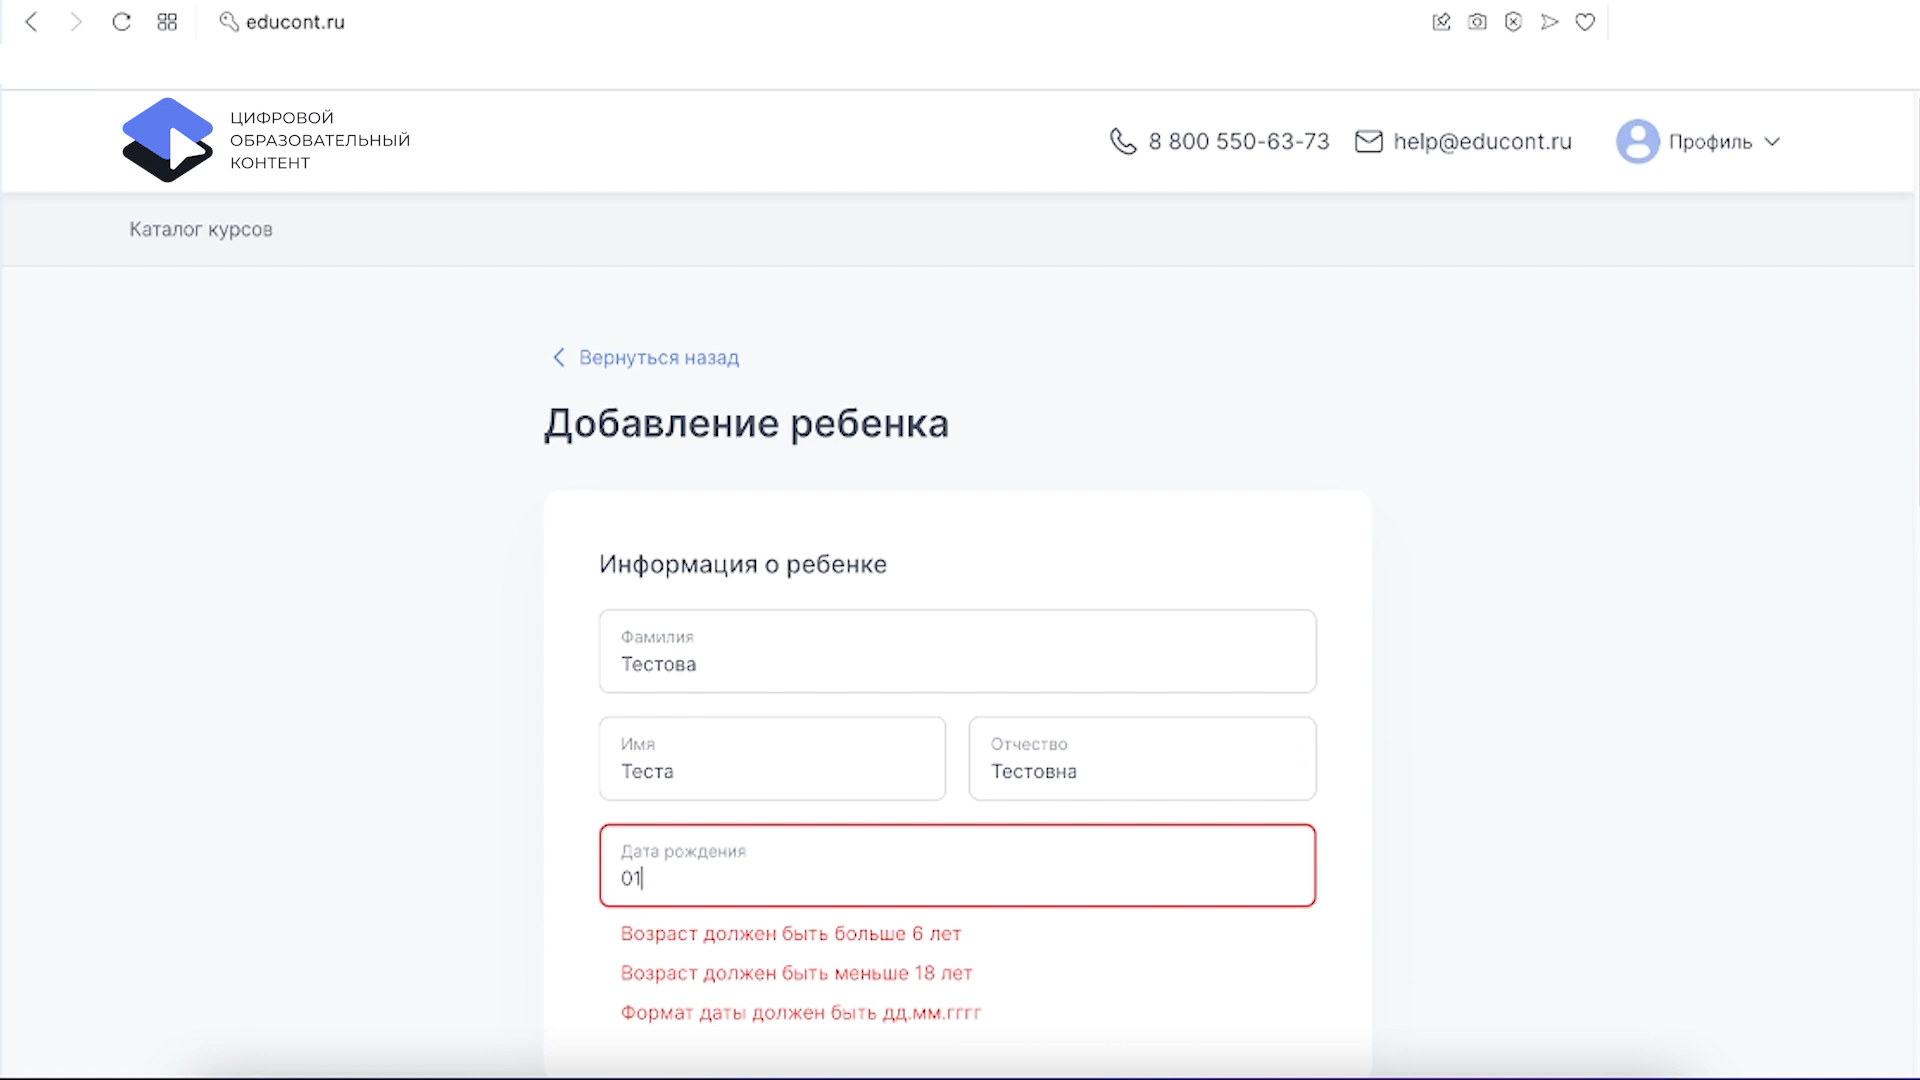 educont.ru
ЦИФРОВОЙ
ОБРАЗОВАТЕЛЬНЫЙ
КОНТЕНТ
8 800 550-63-73
help@educont.ru
Профиль
Каталог курсов
Вернуться назад
Добавление ребенка
Информация о ребенке
Фамилия
Тестова
Имя
Теста
Отчество
Тестовна
Дата рождения
01
Возраст должен быть больше 6 лет
Возраст должен быть меньше 18 лет
Формат даты должен быть дд.мм.гггг